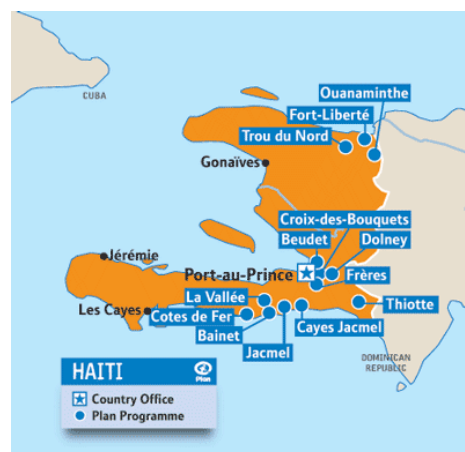 CUBA
Ouanaminthe
Fort-Liberté
Trou du Nord
Gonaïves
Croix-des-Bouquets
Beudet
Dolney
Jérémie
Port-au-Prince
Frères
La Vallée
Thiotte
Les Cayes
Cotes de Fer
Cayes Jacmel
Bainet
Jacmel
DOMINICAN
REPUBLIC
HAITI
Plan
Country Office
Plan Programme